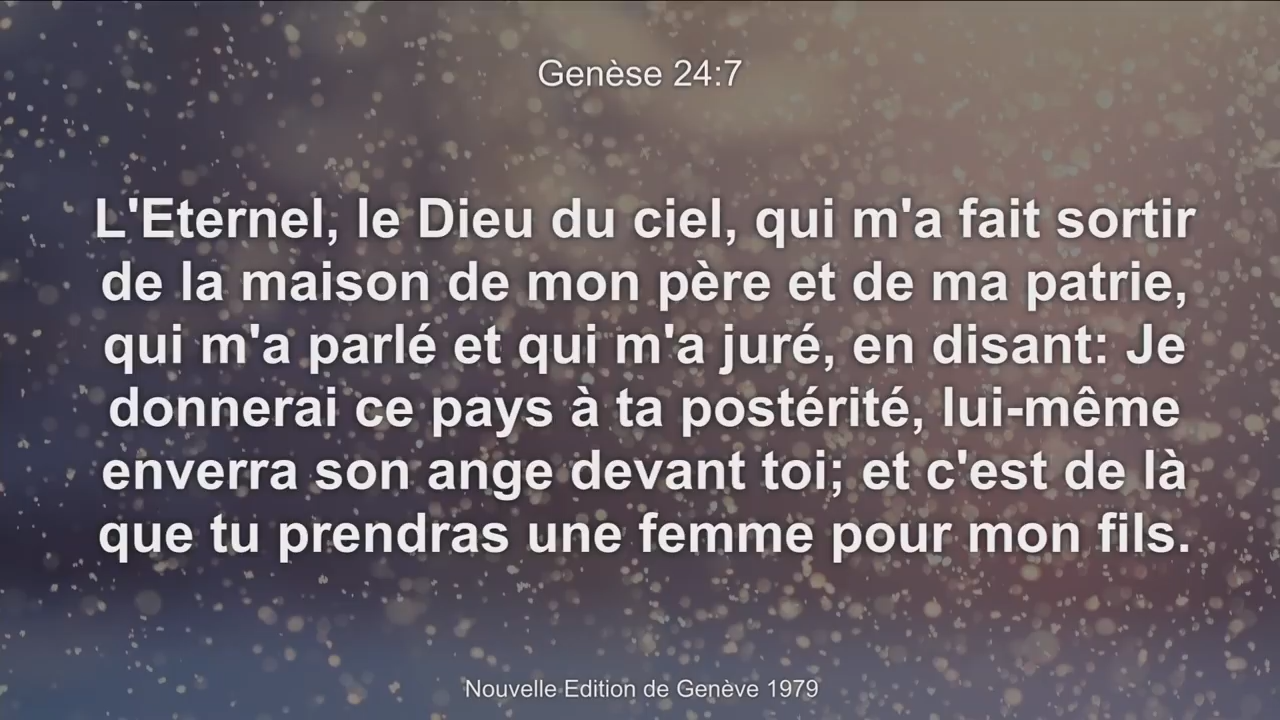 Genèse 24:7
L'Eternel, le Dieu du ciel, qui m'a fait sortir
de la maison de mon père et de ma patrie,
qui m'a parlé et qui m'a juré, en disant: Je
donnerai ce pays à ta postérité, lui-même
enverra son ange devant toi; et c'est de là
que tu prendras une femme pour mon fils.
Nouvelle Edition de Genève 1979